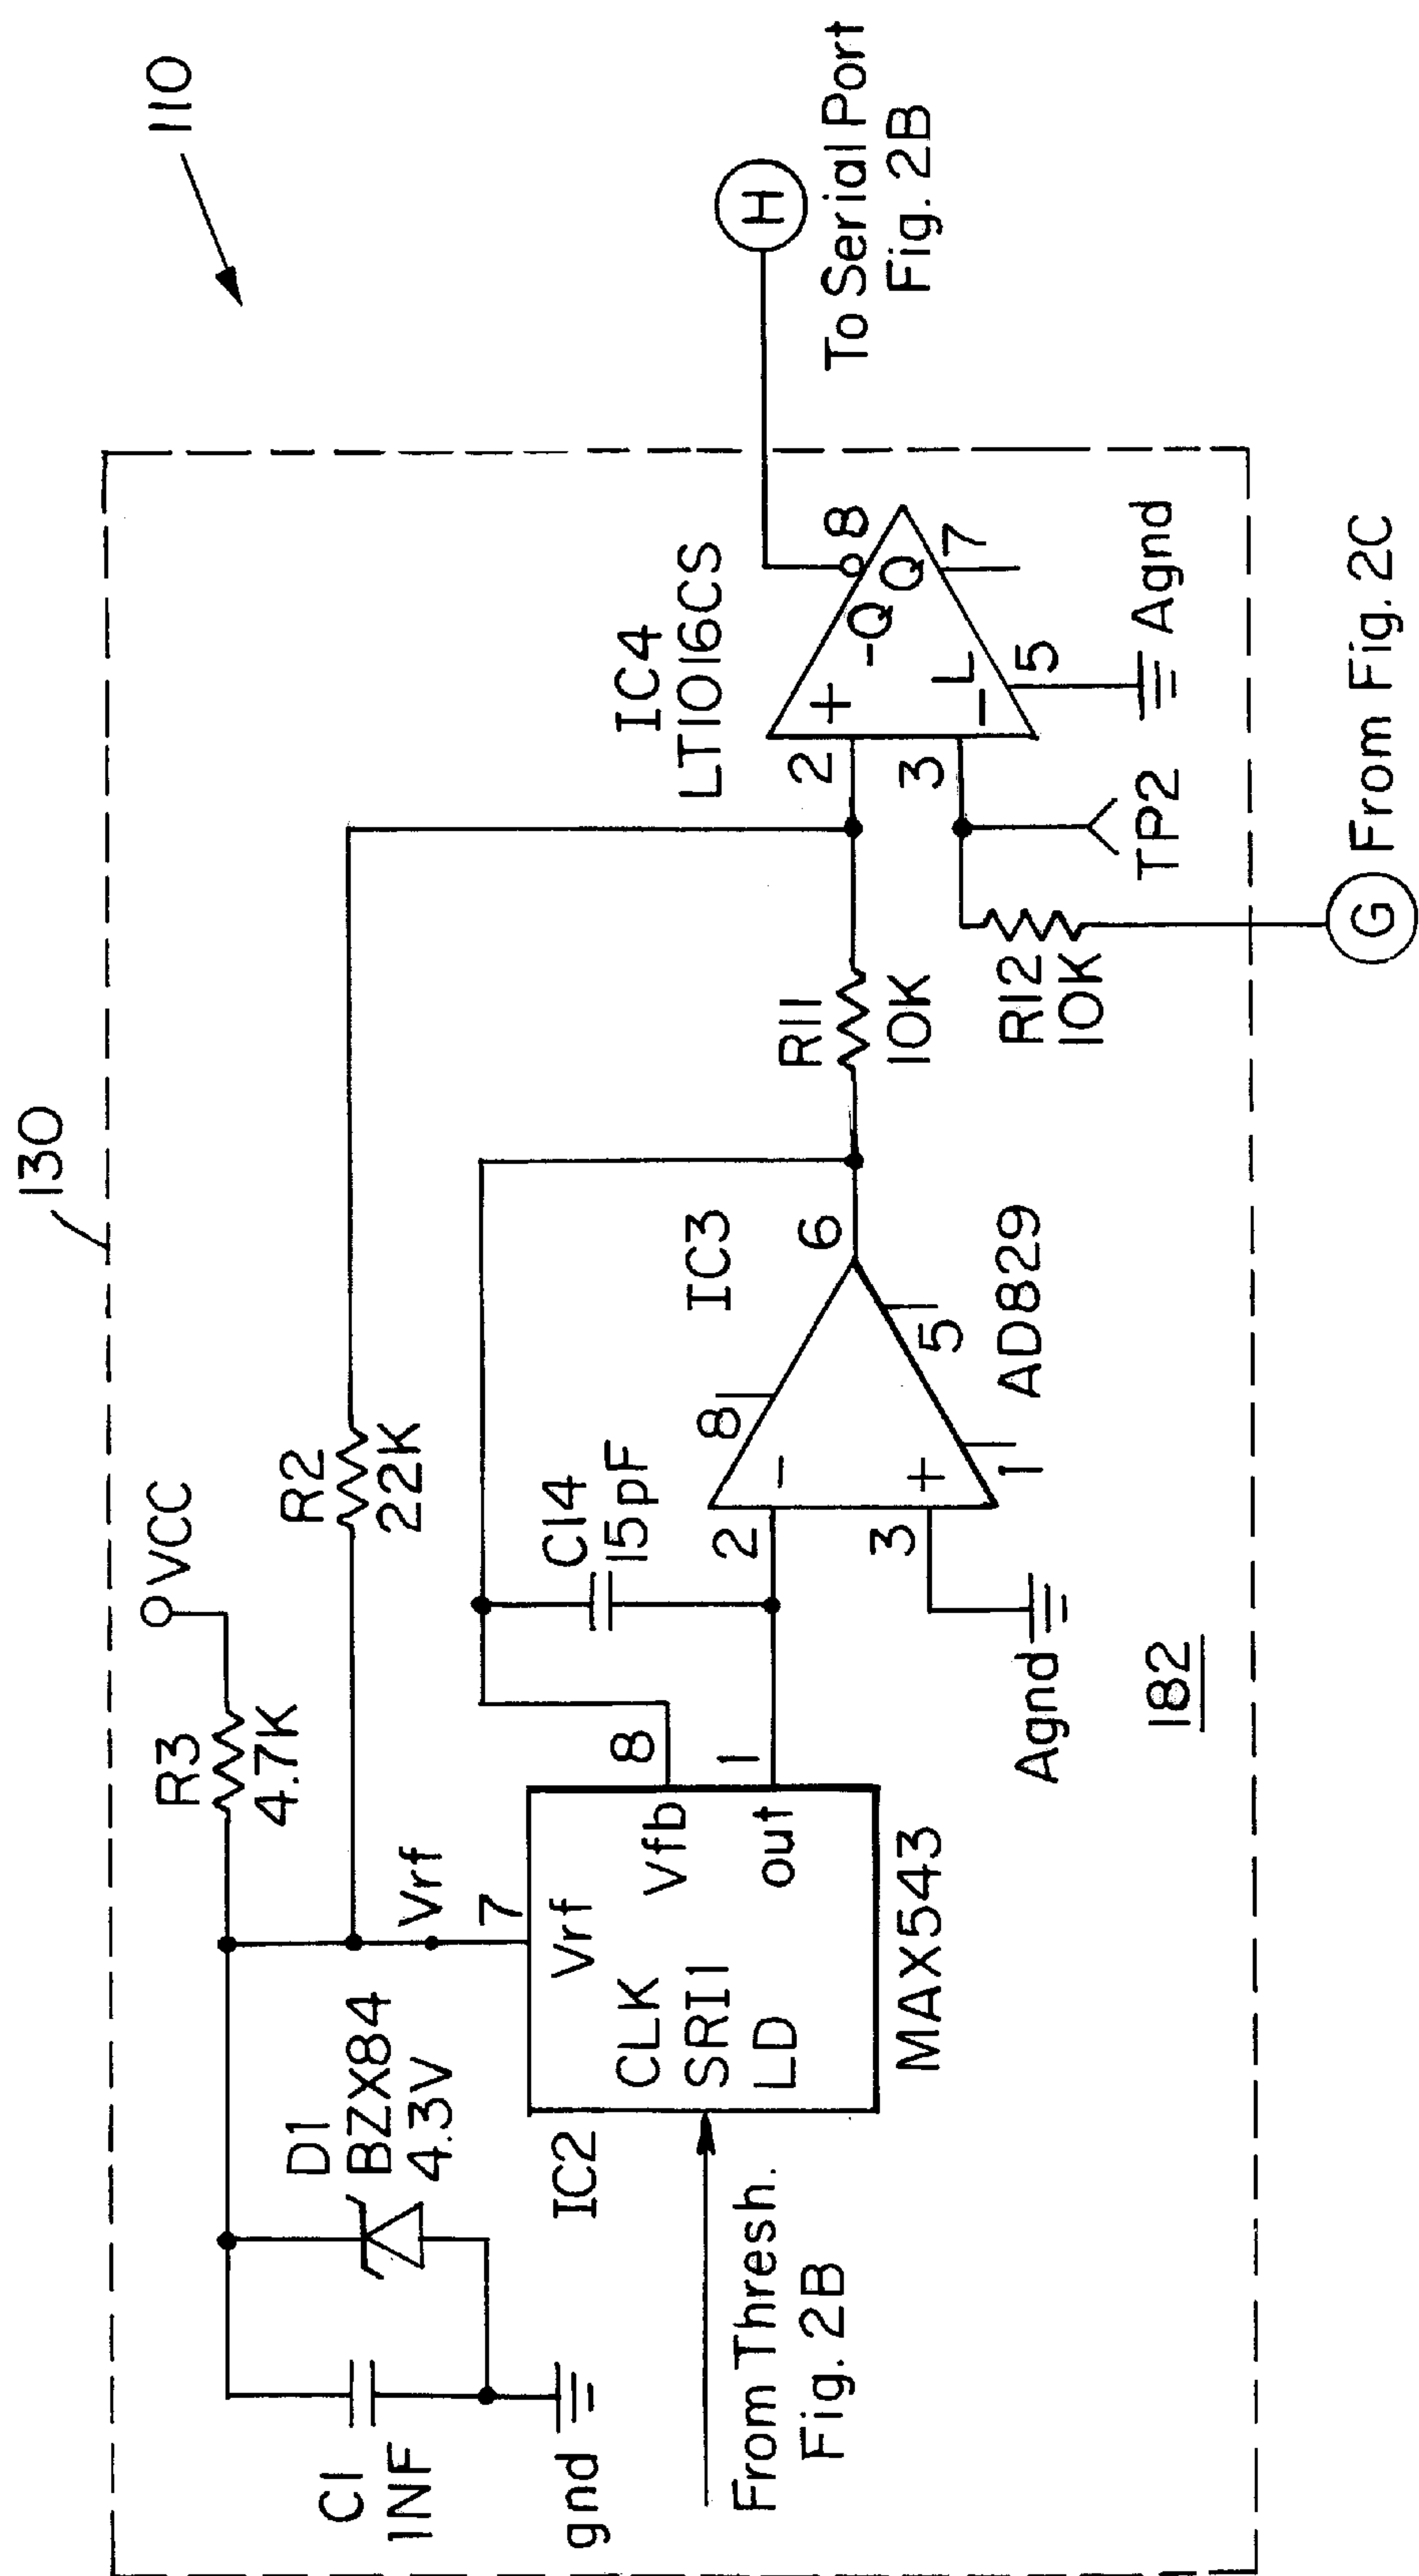 110
130
VCC
R3
4.7K
R2
22K
D1
BZX84
4.3V
C1
1NF
gnd
Vrf
7
Vrf
Vfb
8
out
1
CLK
SRI1
LD
IC2
MAX543
From Thresh.
Fig. 2B
C14
15pF
IC3
AD829
2
-
3
+
8
1
5
6
Agnd
R11
10K
IC4
LT1016CS
2
+
3
-
-Q
Q
L
8
7
5
Agnd
TP2
R12
10K
G
From Fig. 2C
H
To Serial Port
Fig. 2B
182